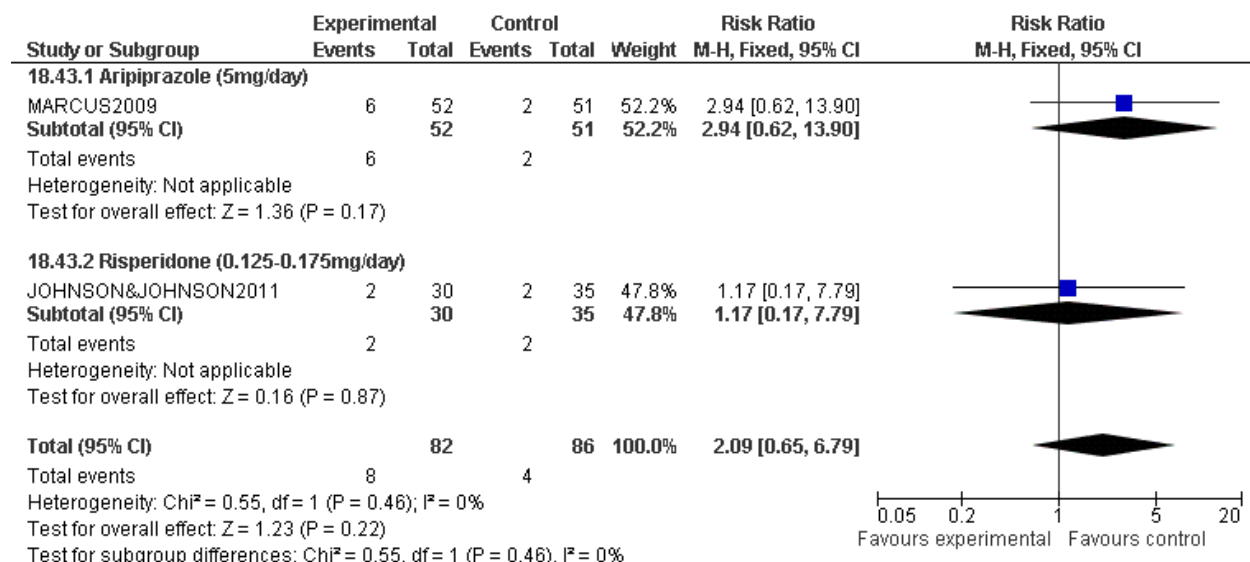 Experimental Control Risk Ratio Risk Ratio
Study or Subgroup Events Total Events Total Weight M-H, Fixed, 95% CI M-H, Fixed, 95% CI
18.43.1 Aripiprazole (5mg/day)
MARCUS2009 6 52 2 51 52.2% 2.94 [0.62, 13.90]
Subtotal (95% CI) 52 51 52.2% 2.94 [0.62, 13.90]
Total events 6 2
Heterogeneity: Not applicable
Test for overall effect: Z = 1.36 (P = 0.17)
18.43.2 Risperidone (0.125-0.175mg/day)
JOHNSON&JOHNSON2011 2 30 2 35 47.8% 1.17 [0.17, 7.79]
Subtotal (95% CI) 30 35 47.8% 1.17 [0.17, 7.79]
Total events 2 2
Heterogeneity: Not applicable
Test for overall effect: Z = 0.16 (P = 0.87)
Total (95% CI) 82 86 100.0% 2.09 [0.65, 6.79]
Total events 8 4
Heterogeneity: Chi² = 0.55, df = 1 (P = 0.46); I² = 0%
Test for overall effect: Z = 1.23 (P = 0.22)
Test for subgroup differences: Chi² = 0.55, df = 1 (P = 0.46), I² = 0%
0.05 0.2 1 5 20
Favours experimental Favours control